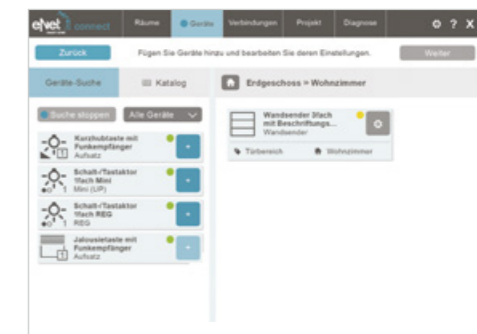 eNet connect
Räume
Geräte
Verbindungen
Projekt
Diagnose
? X
Zurück
Fügen Sie Geräte hinzu und bearbeiten Sie deren Einstellungen.
Weiter
Geräte-Suche
Katalog
Erdgeschoss » Wohnzimmer
Suche stoppen
Alle Geräte
Kurzhubtaste mit
Funkempfänger
Aufsatz
+
Schalt-/Tastaktor
1fach Mini
Mini (UP)
+
Schalt-/Tastaktor
1fach REG
REG
+
Jalousietaste mit
Funkempfänger
Aufsatz
+
Wandsender 3fach
mit Beschriftungs...
Wandsender
Türbereich
Wohnzimmer